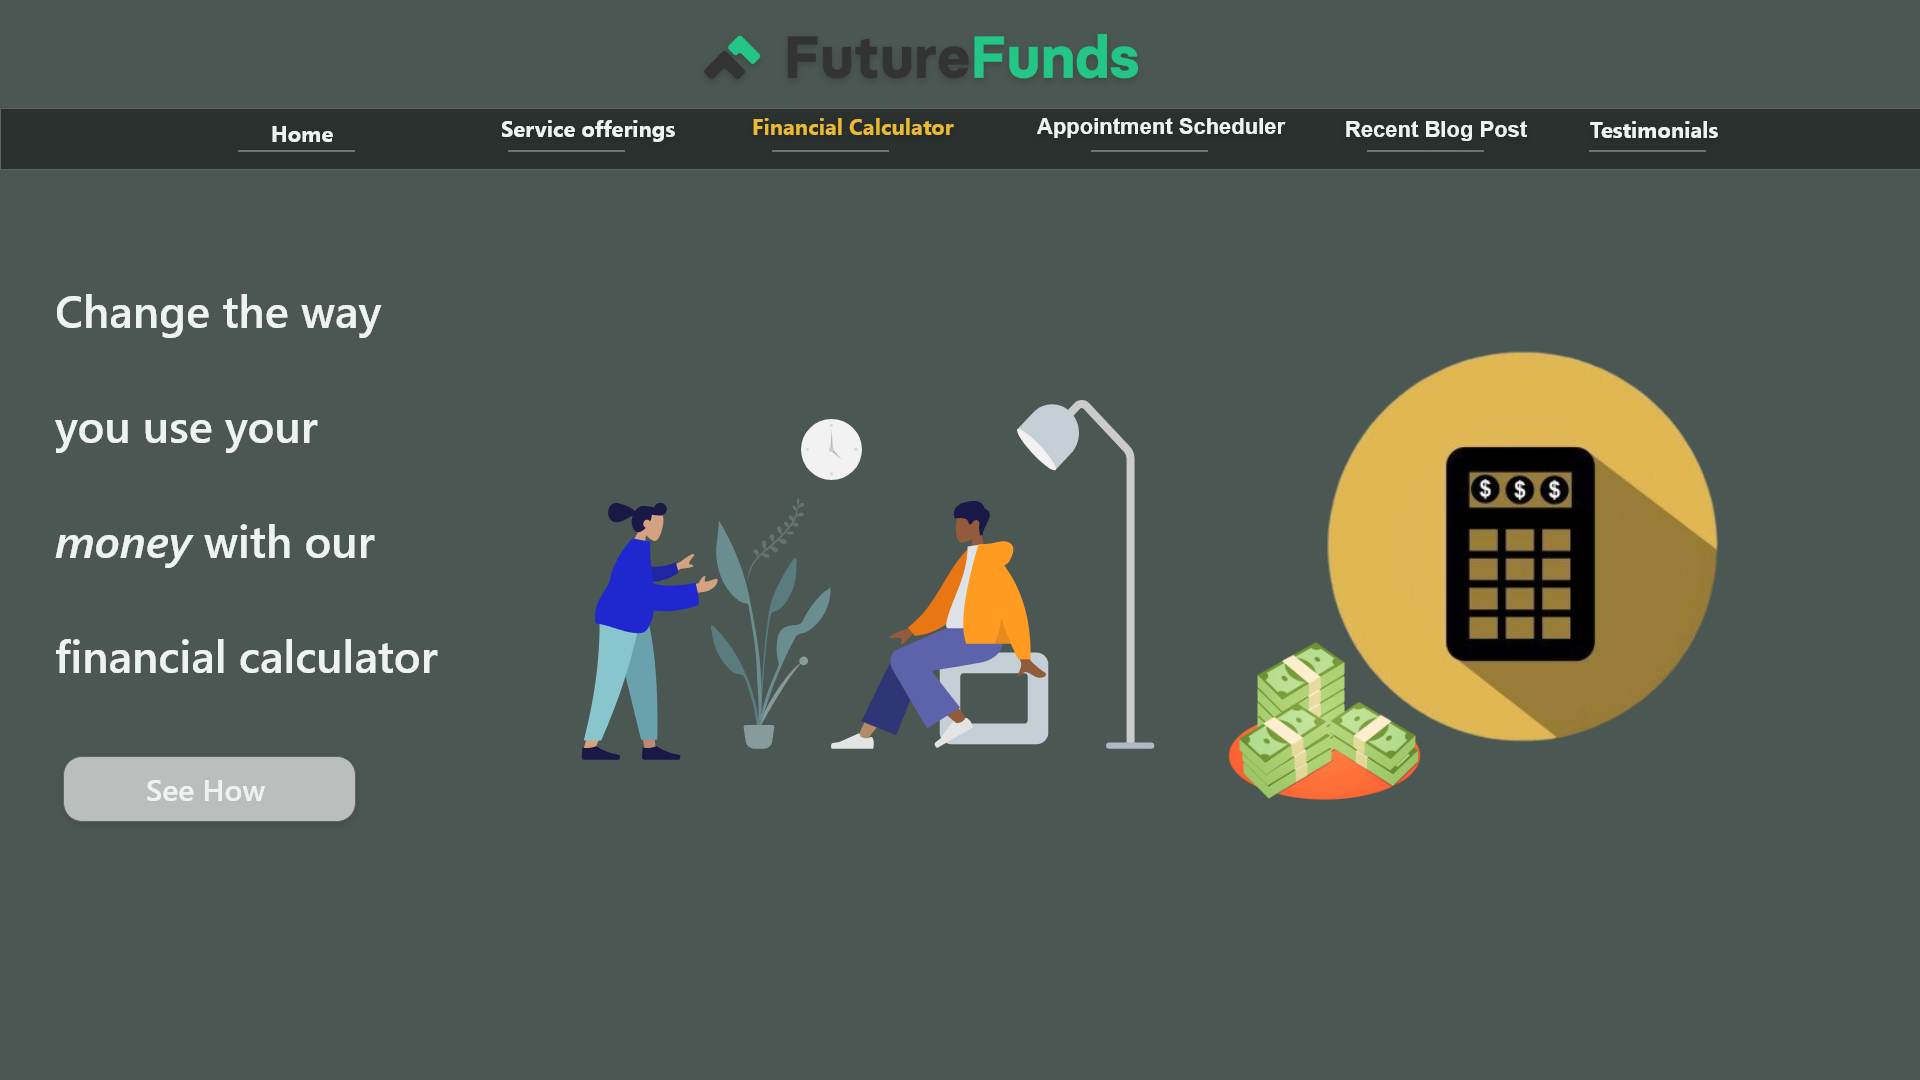 FutureFunds
Home
Service offerings
Financial Calculator
Appointment Scheduler
Recent Blog Post
Testimonials
Change the way
you use your
money with our
financial calculator
$ $ $
See How